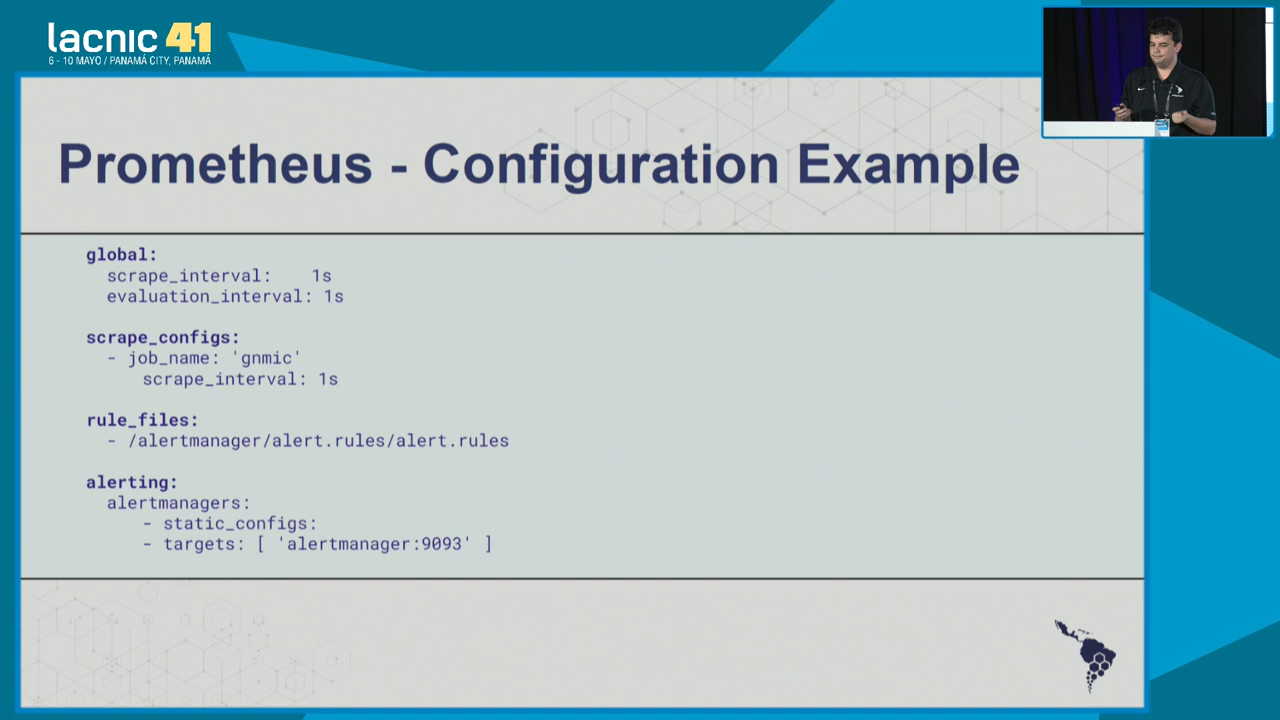 lacnic 41
6 - 10 MAYO / PANAMÁ CITY, PANAMÁ
Prometheus - Configuration Example
global:
scrape_interval: 1s
evaluation_interval: 1s
scrape_configs:
- job_name: 'gnmic'
scrape_interval: 1s
rule_files:
- /alertmanager/alert.rules/alert.rules
alerting:
alertmanagers:
- static_configs:
- targets: [ 'alertmanager:9093' ]